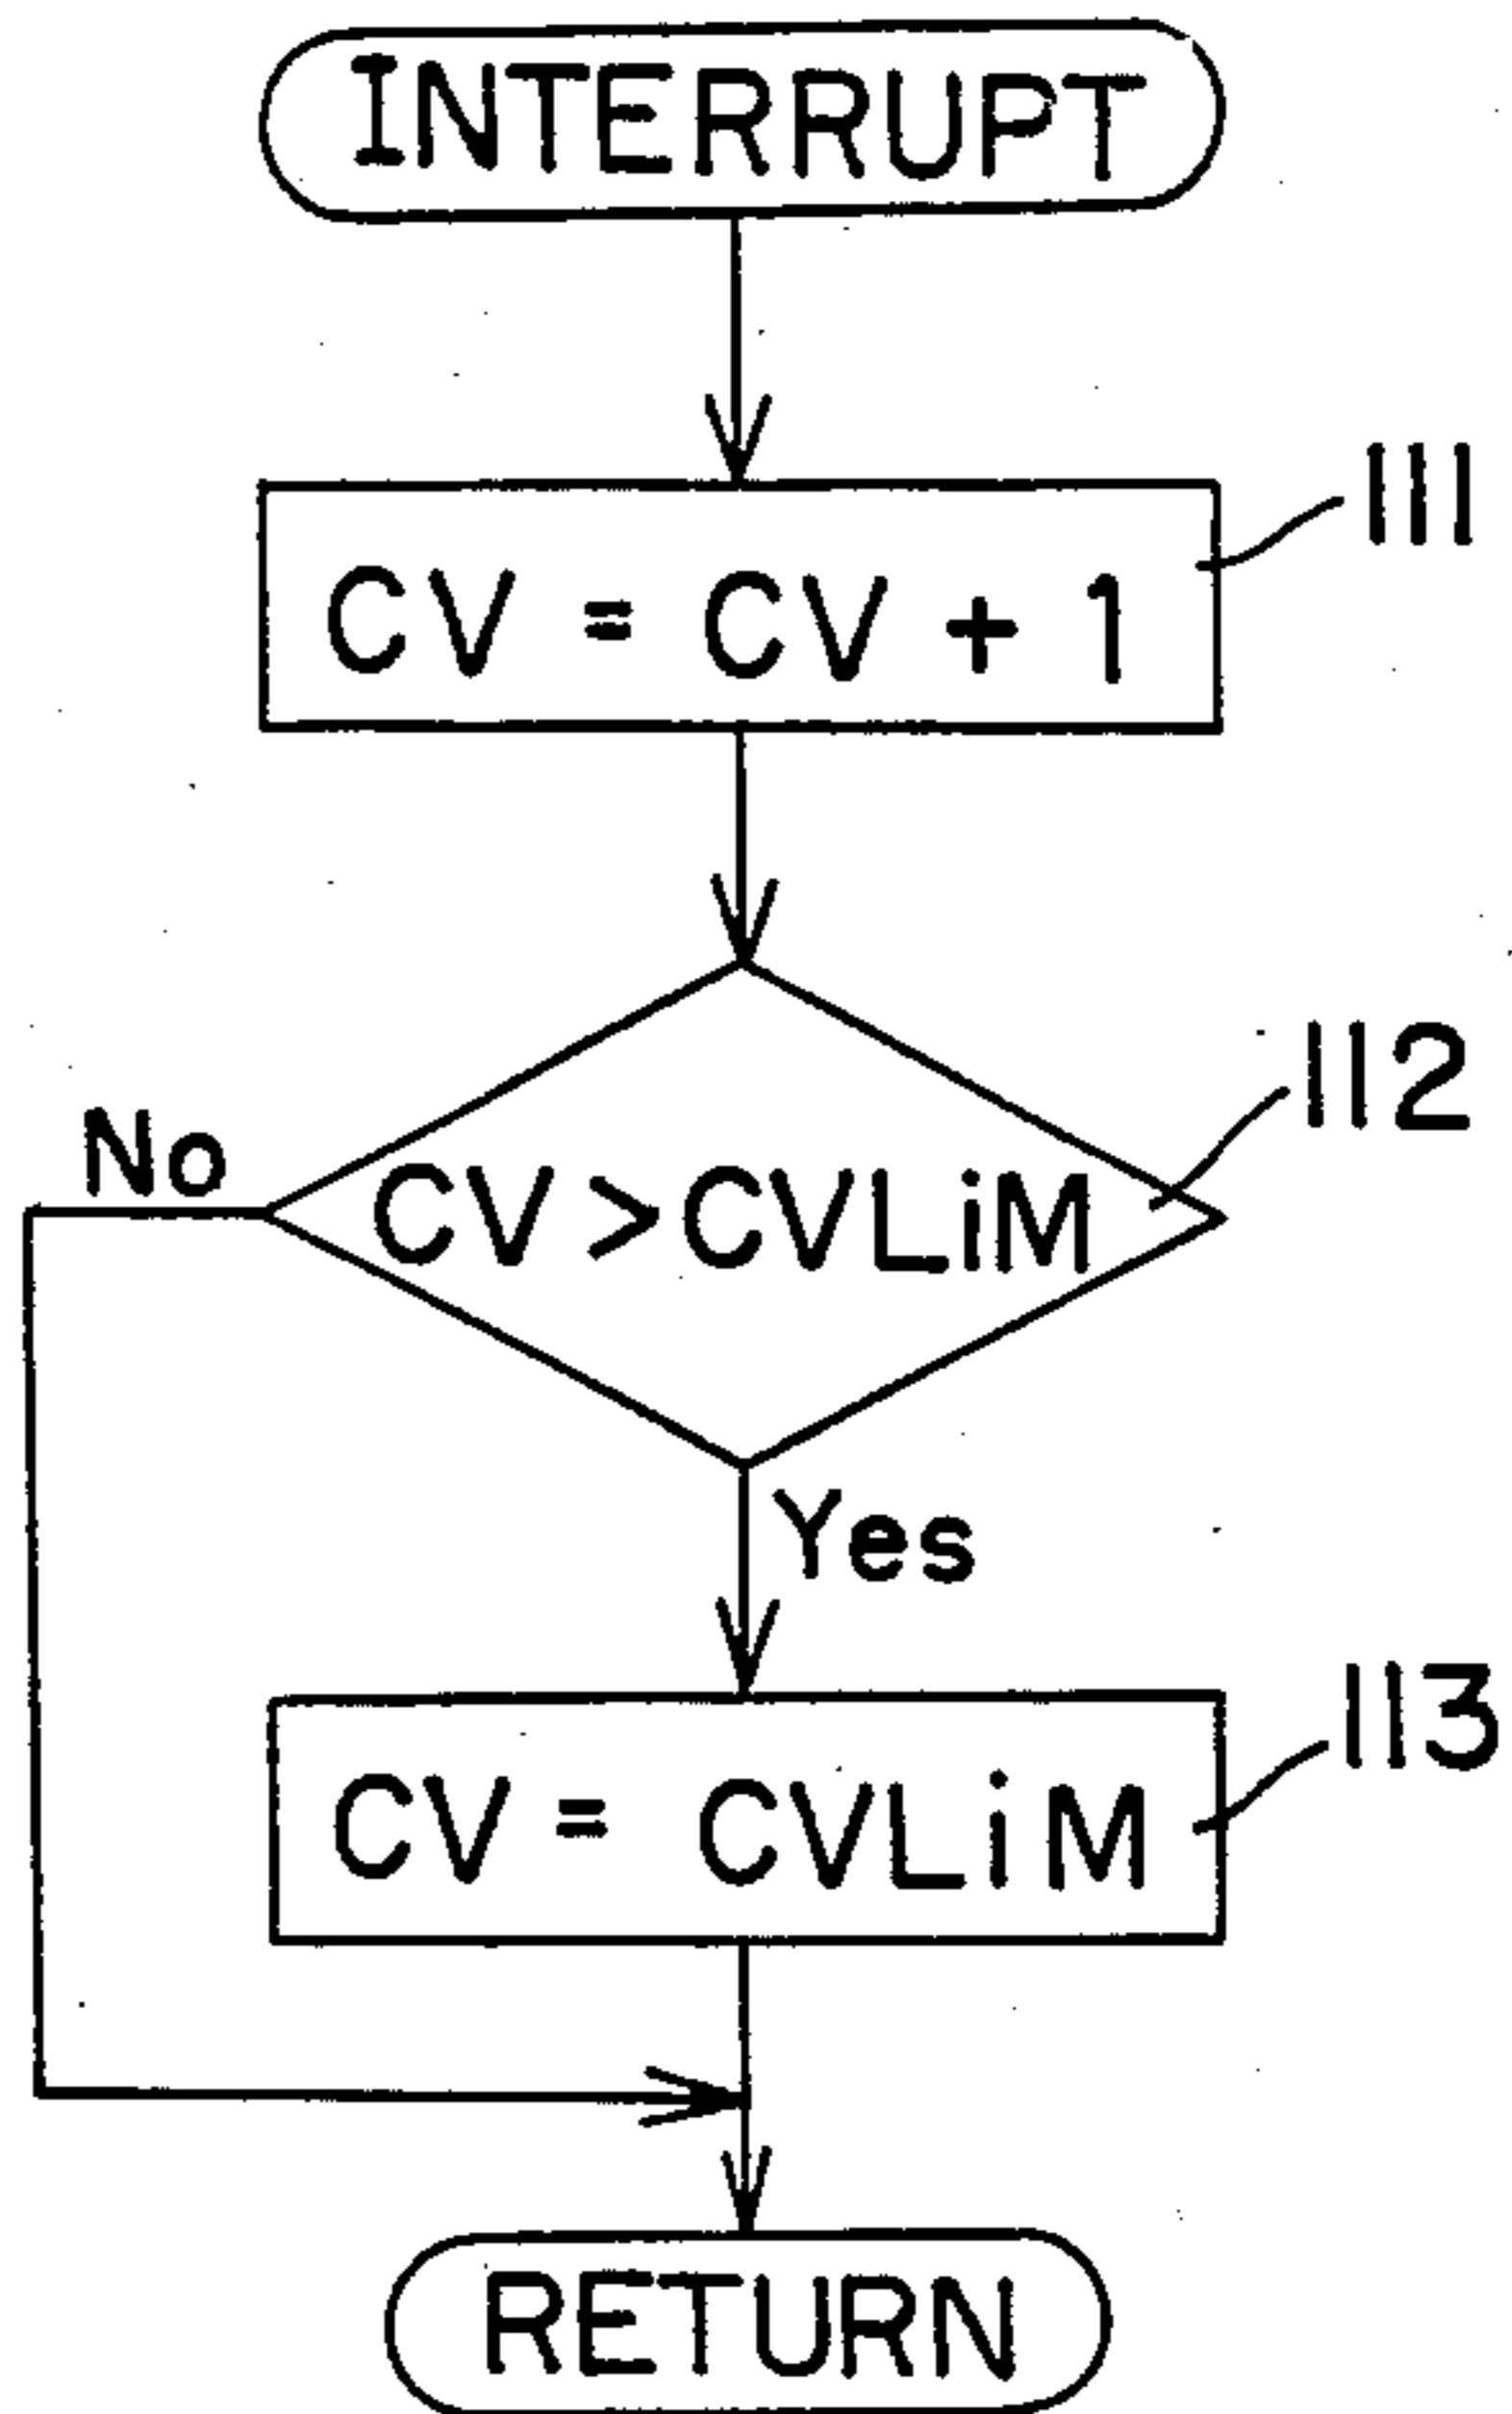 INTERRUPT
111
CV = CV + 1
112
No
CV > CVLiM
Yes
113
CV = CVLiM
RETURN